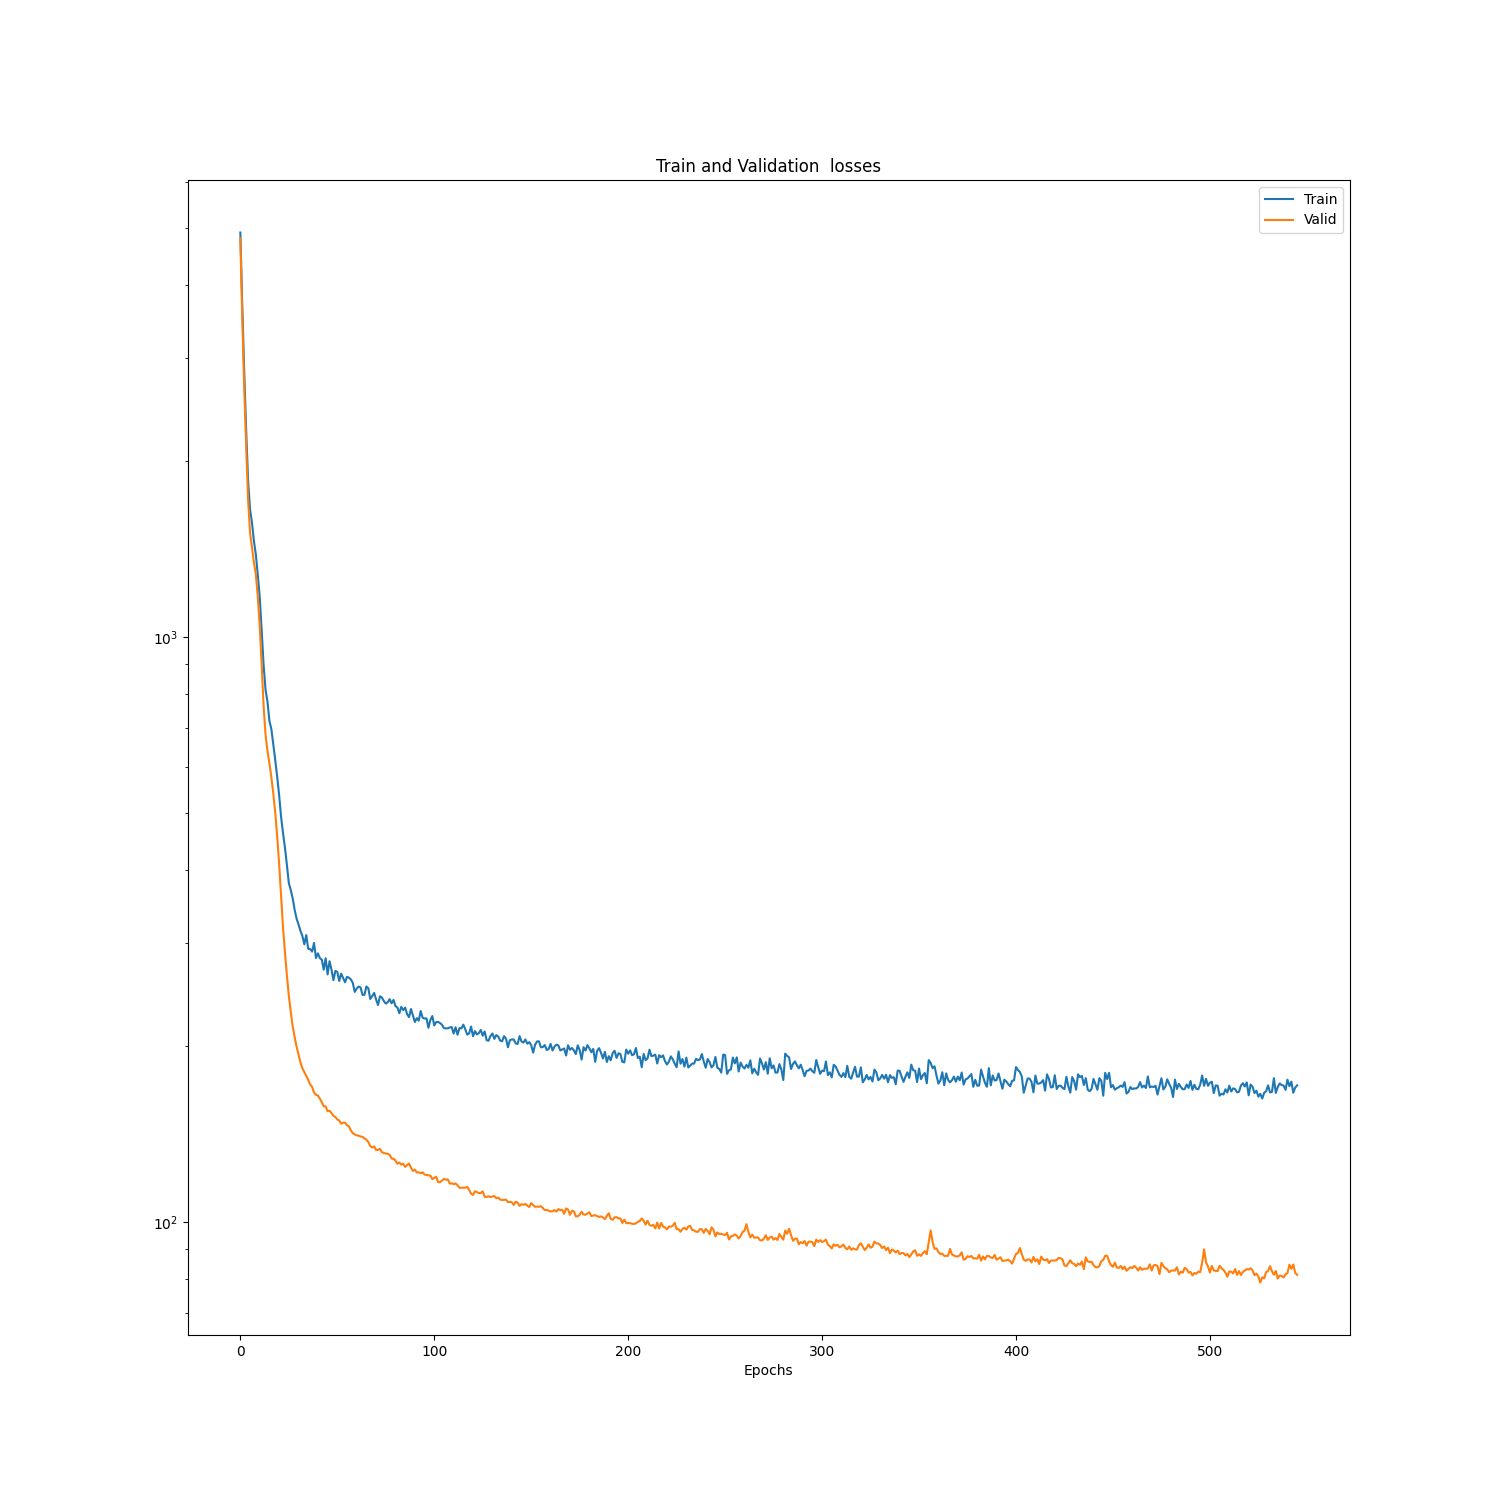 Train and Validation  losses
Train
Valid
10³
10²
0 100 200 300 400 500
Epochs